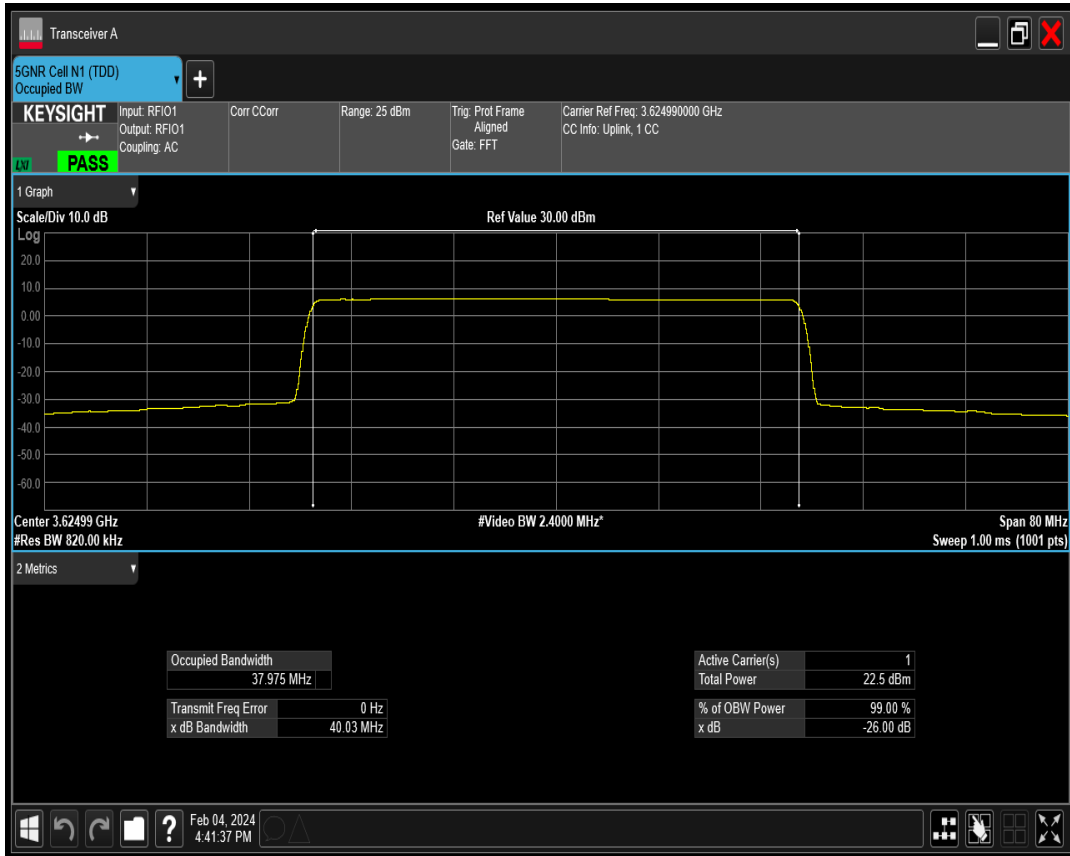 Transceiver A
5GNR Cell N1 (TDD)
Occupied BW
+
KEYSIGHT
LXI
PASS
Input: RFIO1
Output: RFIO1
Coupling: AC
Corr CCorr
Range: 25 dBm
Trig: Prot Frame
Aligned
Gate: FFT
Carrier Ref Freq: 3.624990000 GHz
CC Info: Uplink, 1 CC
1 Graph
Scale/Div 10.0 dB
Ref Value 30.00 dBm
Log
20.0
10.0
0.00
-10.0
-20.0
-30.0
-40.0
-50.0
-60.0
Center 3.62499 GHz
#Video BW 2.4000 MHz*
Span 80 MHz
#Res BW 820.00 kHz
Sweep 1.00 ms (1001 pts)
2 Metrics
Occupied Bandwidth
37.975 MHz
Transmit Freq Error 0 Hz
x dB Bandwidth 40.03 MHz
Active Carrier(s) 1
Total Power 22.5 dBm
% of OBW Power 99.00 %
x dB -26.00 dB
?
Feb 04, 2024
4:41:37 PM